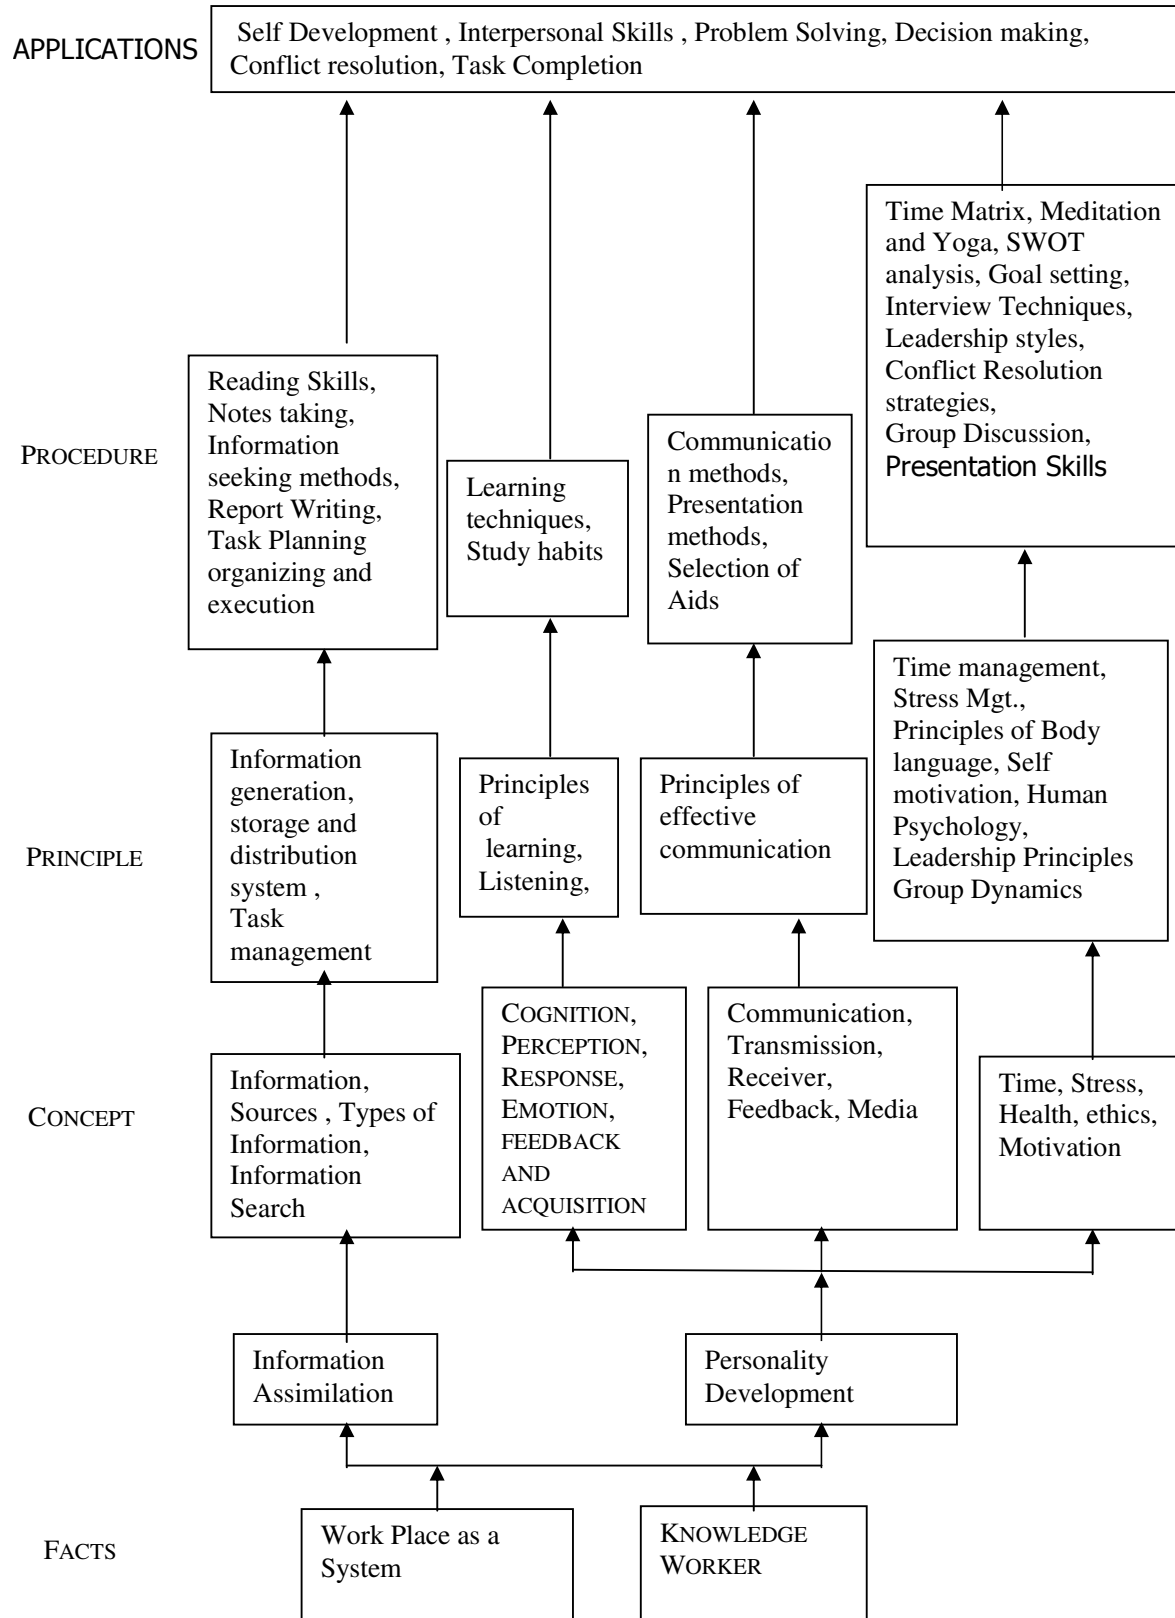 APPLICATIONS
Self Development , Interpersonal Skills , Problem Solving, Decision making,
Conflict resolution, Task Completion
PROCEDURE
Reading Skills,
Notes taking,
Information
seeking methods,
Report Writing,
Task Planning
organizing and
execution
Learning
techniques,
Study habits
Communicatio
n methods,
Presentation
methods,
Selection of
Aids
Time Matrix, Meditation
and Yoga, SWOT
analysis, Goal setting,
Interview Techniques,
Leadership styles,
Conflict Resolution
strategies,
Group Discussion,
Presentation Skills
PRINCIPLE
Information
generation,
storage and
distribution
system ,
Task
management
Principles
of
learning,
Listening,
Principles of
effective
communication
Time management,
Stress Mgt.,
Principles of Body
language, Self
motivation, Human
Psychology,
Leadership Principles
Group Dynamics
CONCEPT
Information,
Sources , Types of
Information,
Information
Search
COGNITION,
PERCEPTION,
RESPONSE,
EMOTION,
FEEDBACK
AND
ACQUISITION
Communication,
Transmission,
Receiver,
Feedback, Media
Time, Stress,
Health, ethics,
Motivation
Information
Assimilation
Personality
Development
FACTS
Work Place as a
System
KNOWLEDGE
WORKER